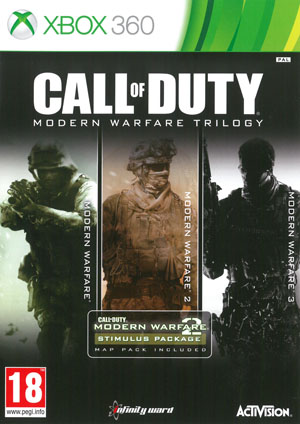 XBOX 360
PAL
CALL OF DUTY
MODERN WARFARE TRILOGY
MODERN WARFARE
MODERN WARFARE 2
MODERN WARFARE 3
CALL OF DUTY
MODERN WARFARE 2
STIMULUS PACKAGE
MAP PACK INCLUDED
18
www.pegi.info
infinity ward
ACTIVISION